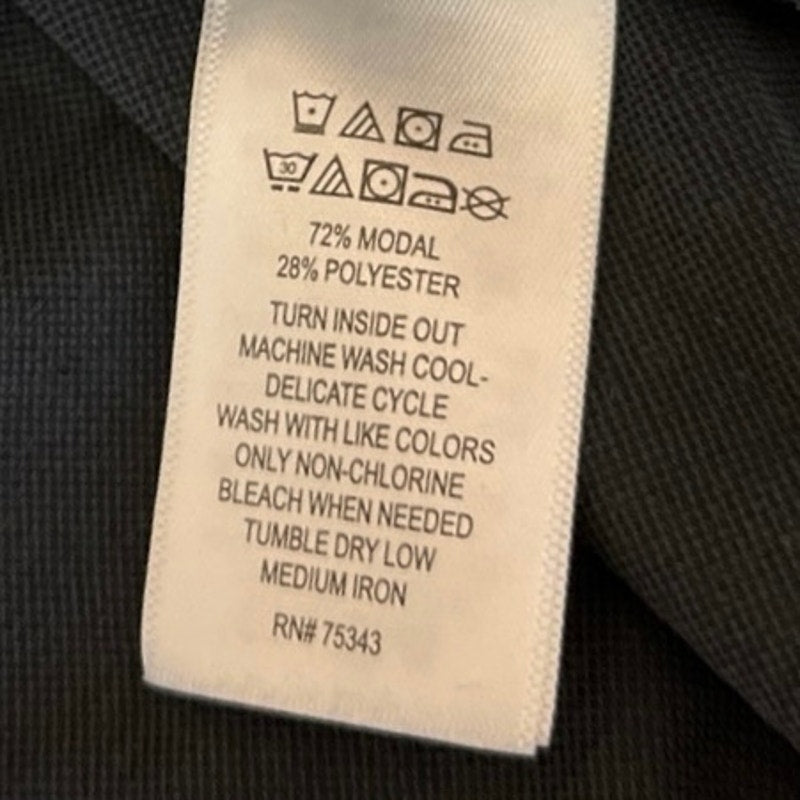 30
72% MODAL
28% POLYESTER
TURN INSIDE OUT
MACHINE WASH COOL-
DELICATE CYCLE
WASH WITH LIKE COLORS
ONLY NON-CHLORINE
BLEACH WHEN NEEDED
TUMBLE DRY LOW
MEDIUM IRON
RN# 75343